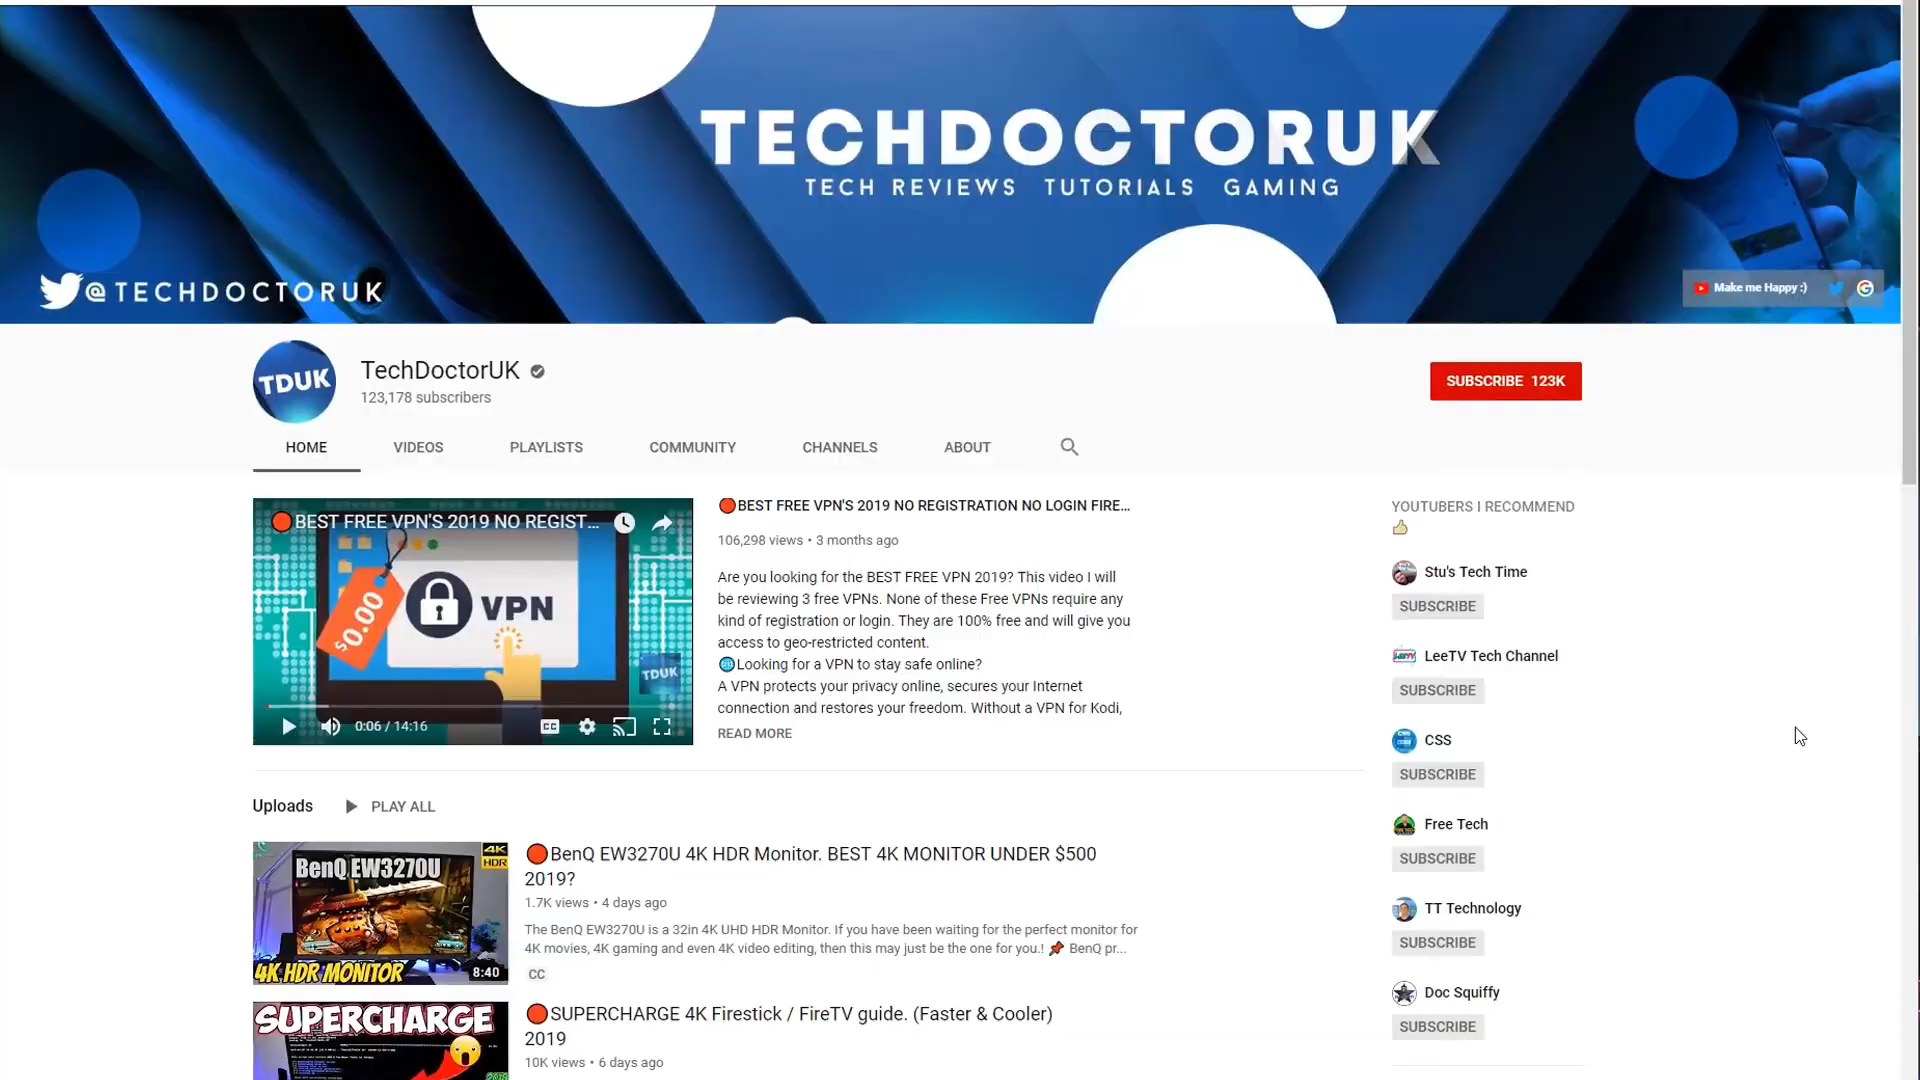 TECHDOCTORUK
TECH REVIEWS TUTORIALS GAMING
@TECHDOCTORUK
Make me Happy :)
TDUK
TechDoctorUK
123,178 subscribers
SUBSCRIBE 123K
HOME VIDEOS PLAYLISTS COMMUNITY CHANNELS ABOUT
BEST FREE VPN'S 2019 NO REGIST...
$0.00
VPN
TDUK
0:06 / 14:16
CC
BEST FREE VPN'S 2019 NO REGISTRATION NO LOGIN FIRE...
106,298 views • 3 months ago
Are you looking for the BEST FREE VPN 2019? This video I will
be reviewing 3 free VPNs. None of these Free VPNs require any
kind of registration or login. They are 100% free and will give you
access to geo-restricted content.
Looking for a VPN to stay safe online?
A VPN protects your privacy online, secures your Internet
connection and restores your freedom. Without a VPN for Kodi,
READ MORE
YOUTUBERS I RECOMMEND
Stu's Tech Time
SUBSCRIBE
LeeTV Tech Channel
SUBSCRIBE
CSS
SUBSCRIBE
Free Tech
SUBSCRIBE
TT Technology
SUBSCRIBE
Doc Squiffy
SUBSCRIBE
Uploads PLAY ALL
BenQ EW3270U
4K
HDR
4K HDR MONITOR
8:40
BenQ EW3270U 4K HDR Monitor. BEST 4K MONITOR UNDER $500
2019?
1.7K views • 4 days ago
The BenQ EW3270U is a 32in 4K UHD HDR Monitor. If you have been waiting for the perfect monitor for
4K movies, 4K gaming and even 4K video editing, then this may just be the one for you.! BenQ pr...
CC
SUPERCHARGE
SUPERCHARGE 4K Firestick / FireTV guide. (Faster & Cooler)
2019
10K views • 6 days ago